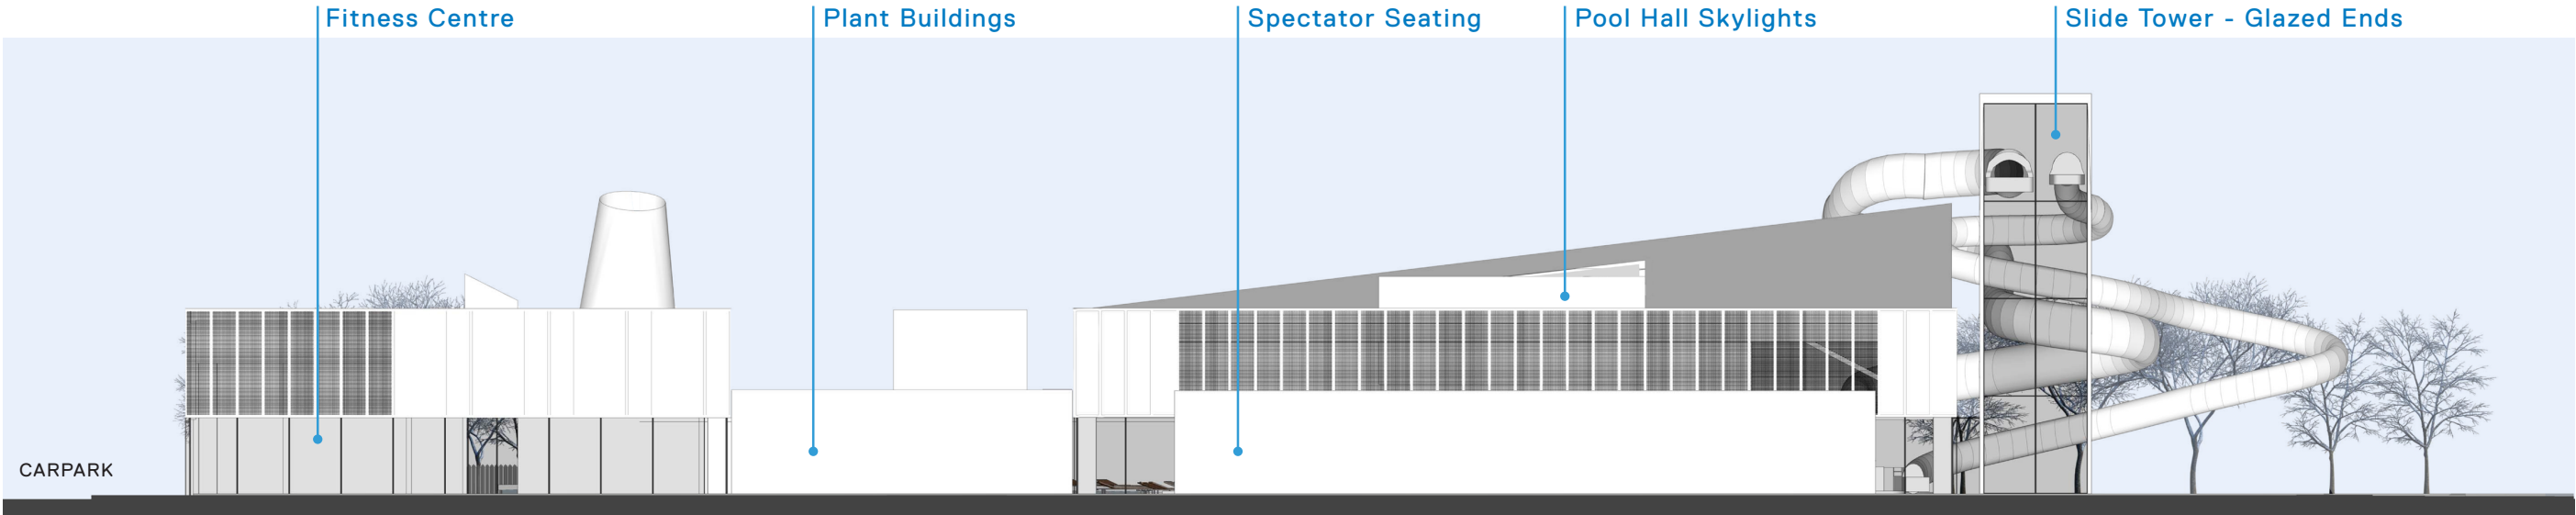 Fitness Centre
Plant Buildings
Spectator Seating
Pool Hall Skylights
Slide Tower - Glazed Ends
CARPARK